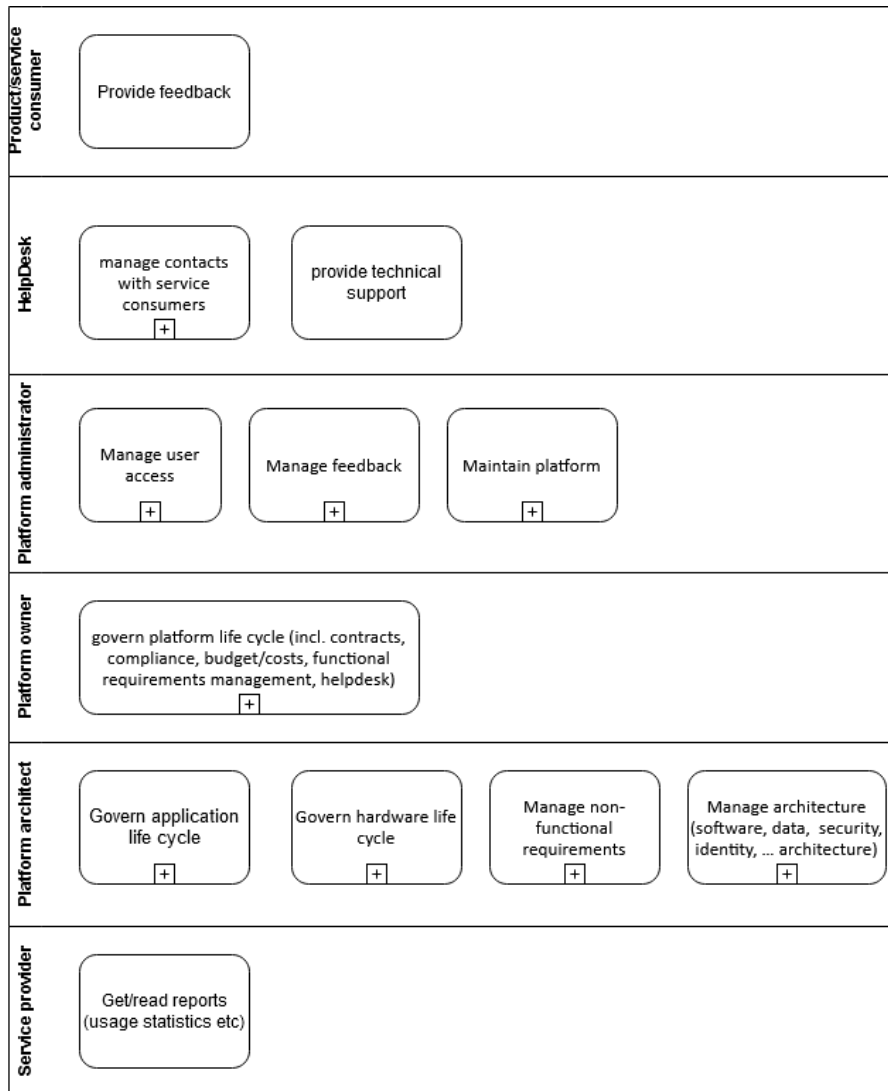 Product/service
consumer
Provide feedback
HelpDesk
manage contacts
with service
consumers
+
provide technical
support
+
Platform administrator
Manage user
access
+
Manage feedback
+
Maintain platform
+
Platform owner
govern platform life cycle (incl. contracts,
compliance, budget/costs, functional
requirements management, helpdesk)
+
Platform architect
Govern application
life cycle
+
Govern hardware life
cycle
+
Manage non-
functional
requirements
+
Manage architecture
(software, data,  security,
identity, ... architecture)
+
Service provider
Get/read reports
(usage statistics etc)